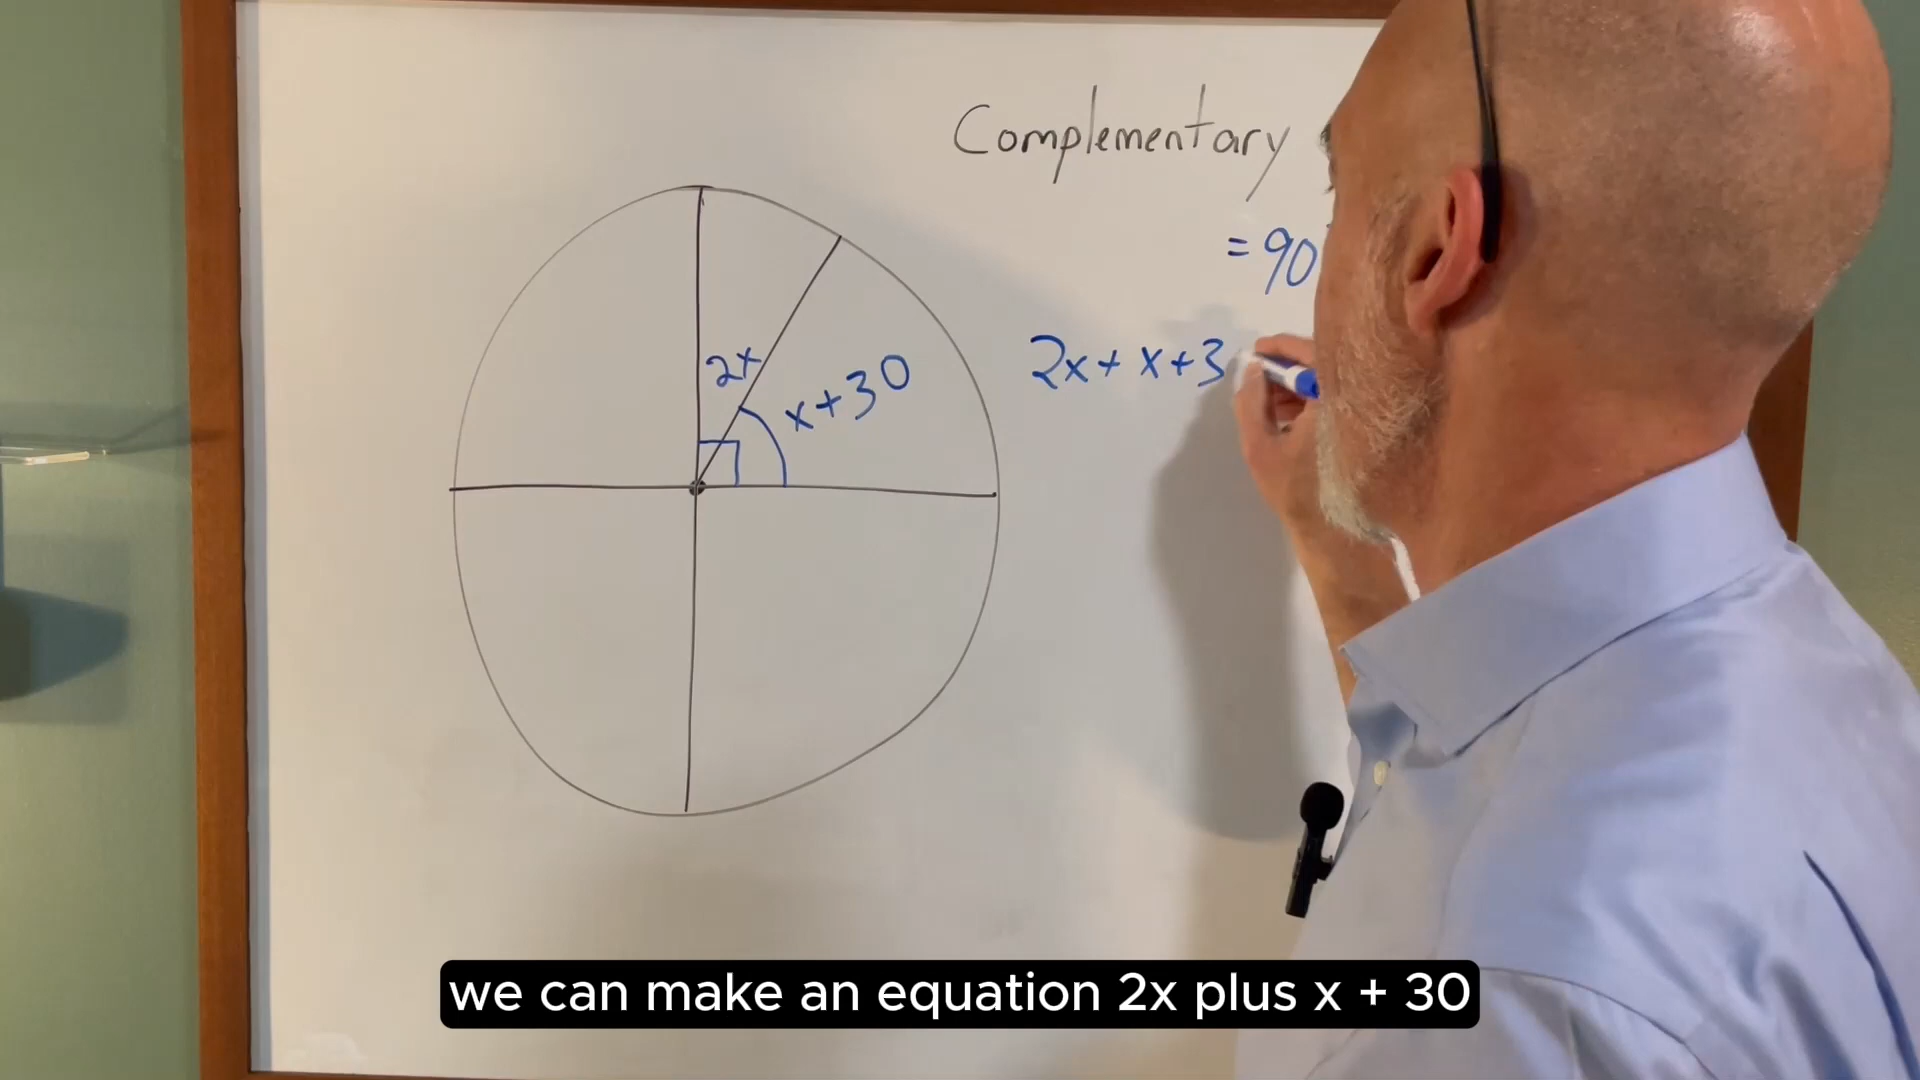 Complementary
= 90
2x
x+30
2x + x + 3
we can make an equation 2x plus x + 30